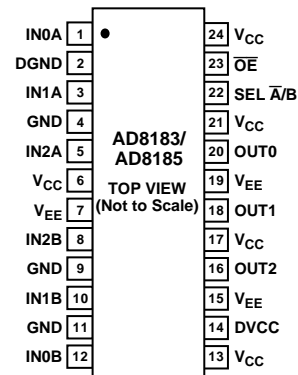 IN0A 1 24 VCC
DGND 2 23 O̅E̅
IN1A 3 22 SEL A̅/B
GND 4 21 VCC
AD8183/
AD8185
IN2A 5 20 OUT0
VCC 6 19 VEE
TOP VIEW
(Not to Scale)
VEE 7 18 OUT1
IN2B 8 17 VCC
GND 9 16 OUT2
IN1B 10 15 VEE
GND 11 14 DVCC
IN0B 12 13 VCC